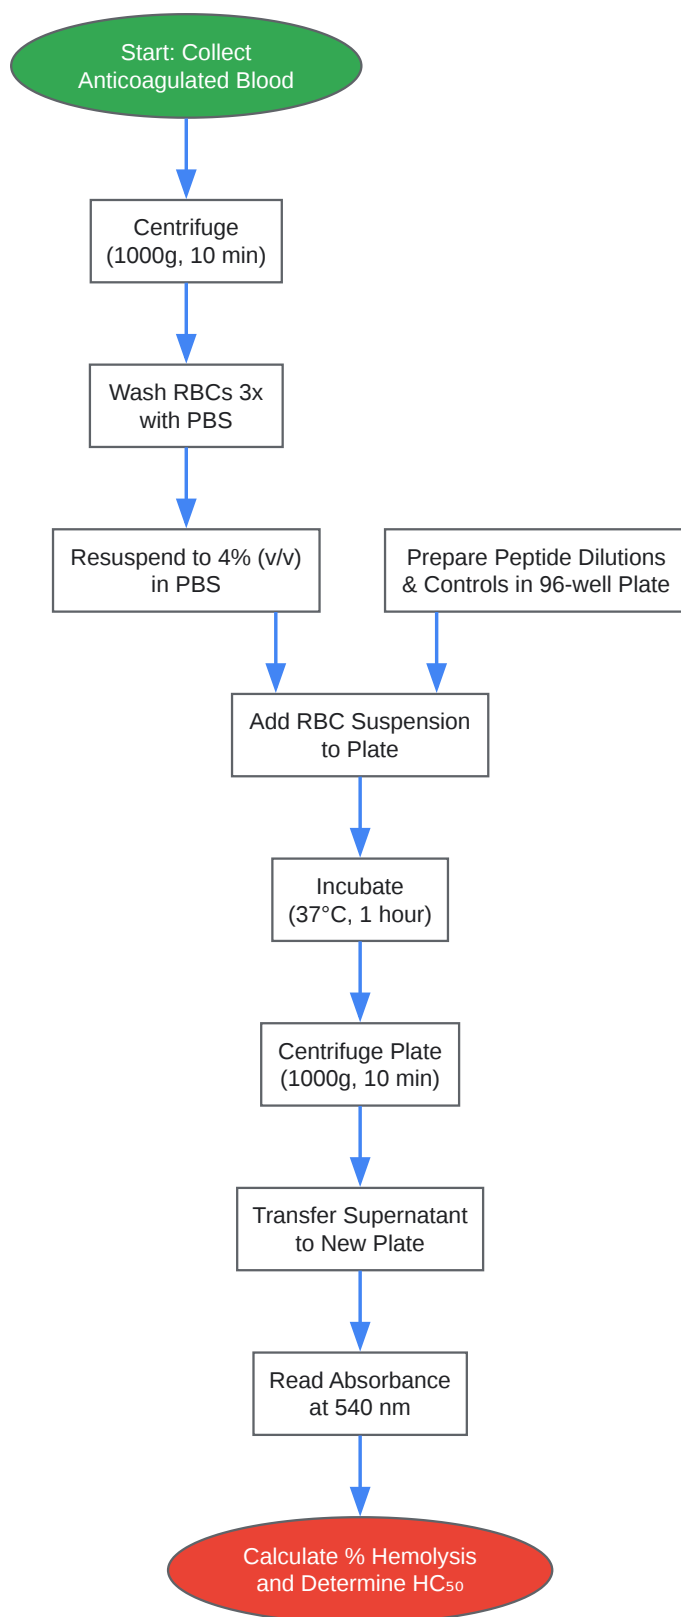 Start: Collect
Anticoagulated Blood
Centrifuge
(1000g, 10 min)
Wash RBCs 3x
with PBS
Resuspend to 4% (v/v)
in PBS
Prepare Peptide Dilutions
& Controls in 96-well Plate
Add RBC Suspension
to Plate
Incubate
(37°C, 1 hour)
Centrifuge Plate
(1000g, 10 min)
Transfer Supernatant
to New Plate
Read Absorbance
at 540 nm
Calculate % Hemolysis
and Determine HC₅₀